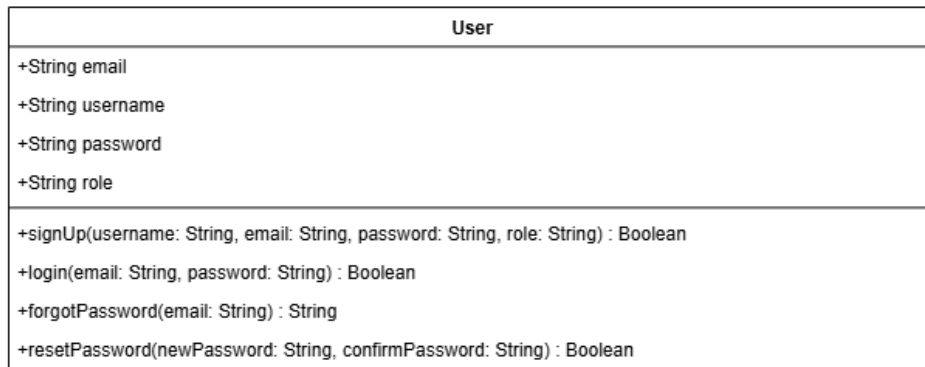 User
+String email
+String username
+String password
+String role
+signUp(username: String, email: String, password: String, role: String) : Boolean
+login(email: String, password: String) : Boolean
+forgotPassword(email: String) : String
+resetPassword(newPassword: String, confirmPassword: String) : Boolean